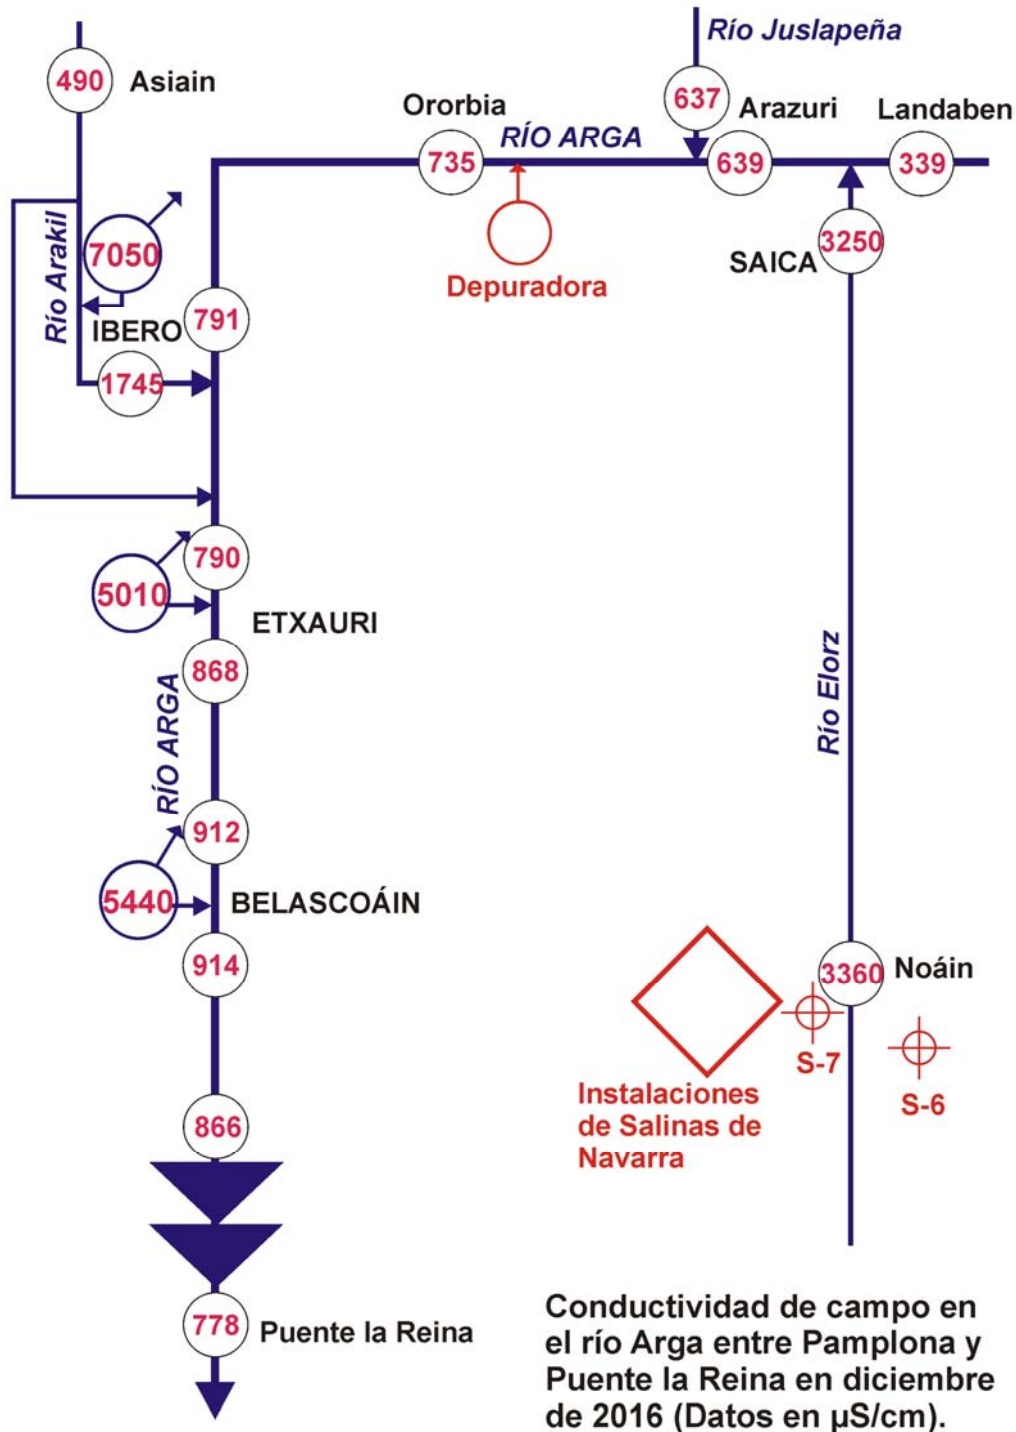 Río Juslapeña
490
Asiain
637
Ororbia
Arazuri
Landaben
RÍO ARGA
735
639
339
Río Arakil
7050
3250
SAICA
Depuradora
IBERO
791
1745
790
5010
ETXAURI
868
Río Elorz
RÍO ARGA
912
5440
BELASCOÁIN
914
3360
Noáin
S-7
S-6
Instalaciones
de Salinas de
Navarra
866
778
Puente la Reina
Conductividad de campo en
el río Arga entre Pamplona y
Puente la Reina en diciembre
de 2016 (Datos en µS/cm).